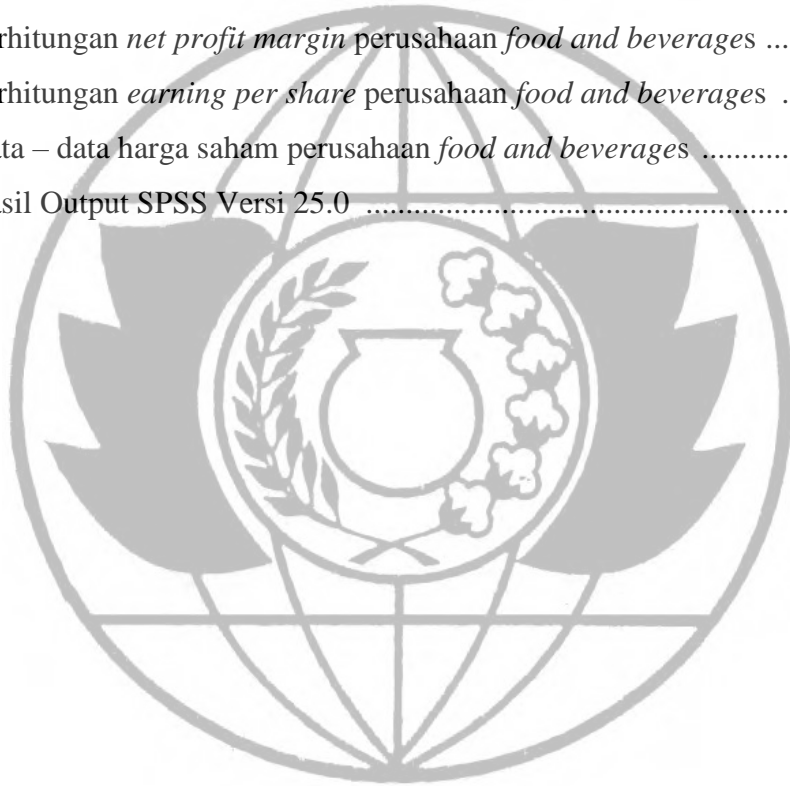 rhitungan net profit margin perusahaan food and beverages ...
rhitungan earning per share perusahaan food and beverages .
ta – data harga saham perusahaan food and beverages ...........
asil Output SPSS Versi 25.0 ................................................